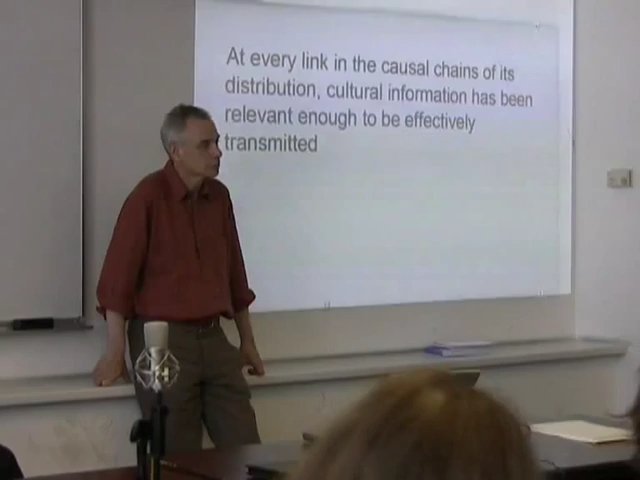 At every link in the causal chains of its
distribution, cultural information has been
relevant enough to be effectively
transmitted